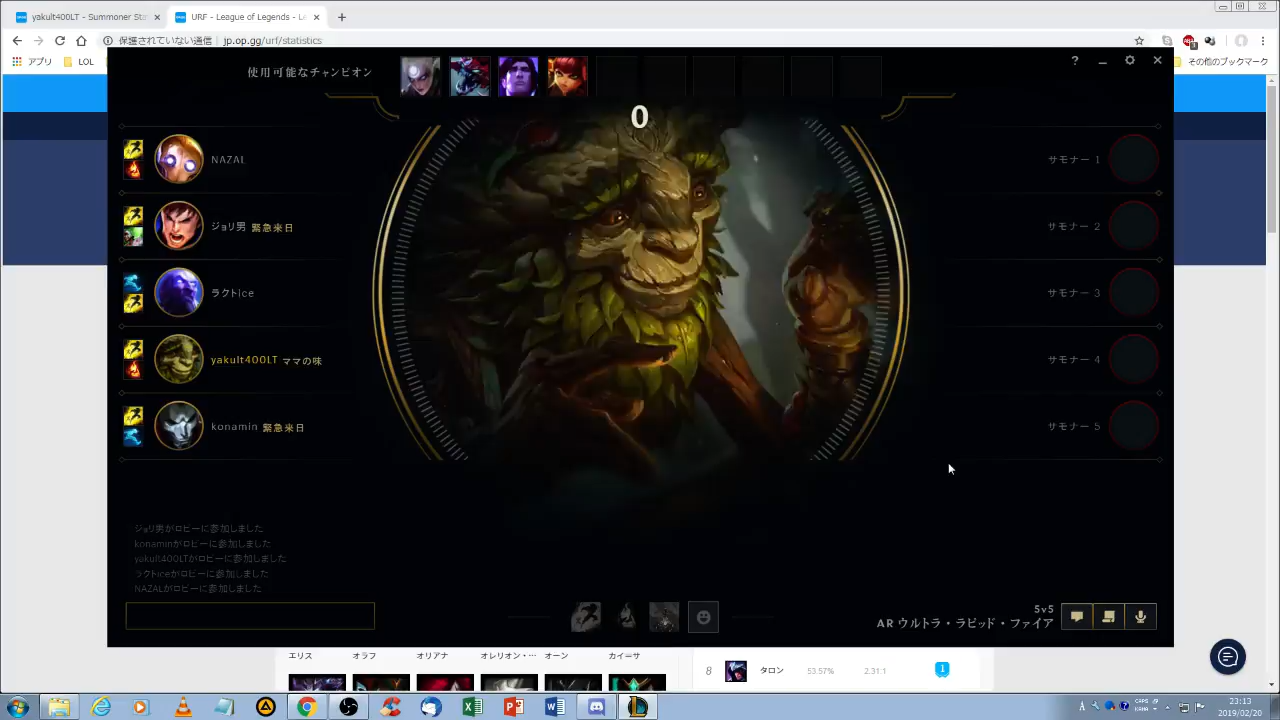 yakult400LT - Summoner Sta
URF - League of Legends - Le
保護されていない通信 | jp.op.gg/urf/statistics
アプリ
LOL
その他のブックマーク
使用可能なチャンピオン
0
NAZAL
サモナー 1
ジョリ男 緊急来日
サモナー 2
ラクトice
サモナー 3
yakult400LT ママの味
サモナー 4
konamin 緊急来日
サモナー 5
ジョリ男がロビーに参加しました
konaminがロビーに参加しました
yakult400LTがロビーに参加しました
ラクトiceがロビーに参加しました
NAZALがロビーに参加しました
5v5
AR ウルトラ・ラピッド・ファイア
エリス
オラフ
オリアナ
オレリオン・…
オーン
カイ＝サ
8
タロン
53.57%
2.31:1
1
23:13
2019/02/20